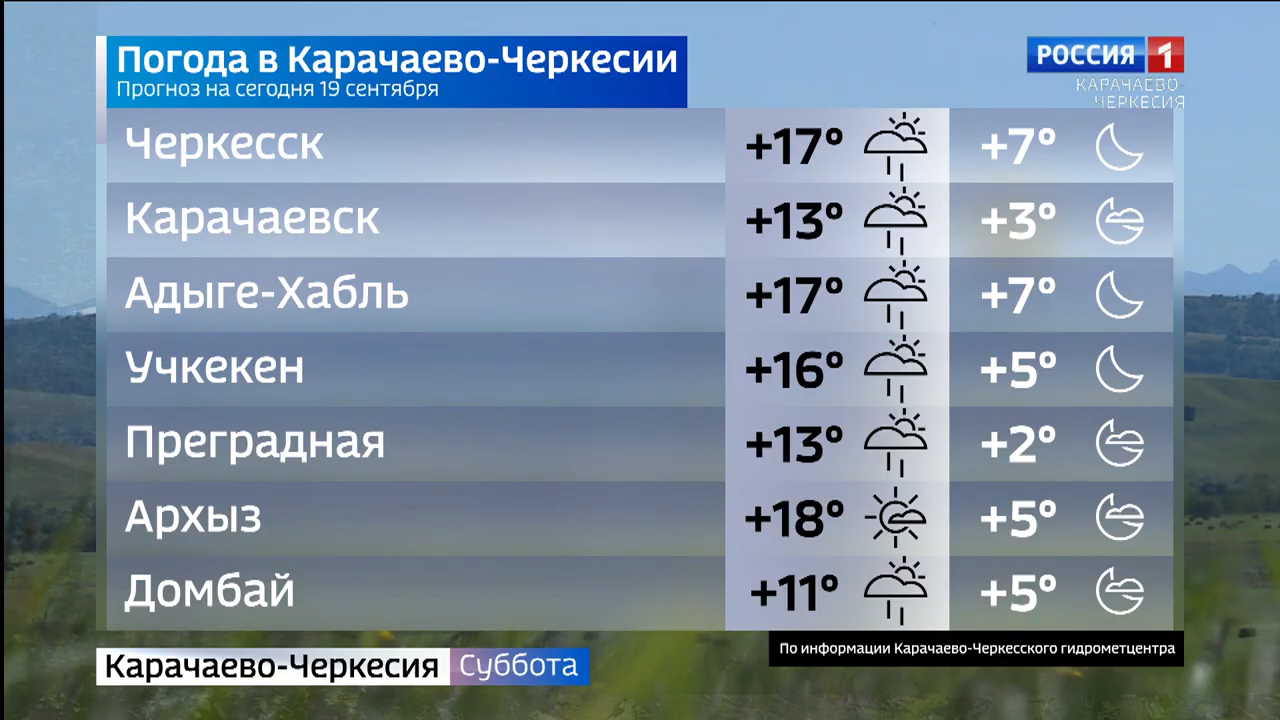 Погода в Карачаево-Черкесии
Прогноз на сегодня 19 сентября
РОССИЯ 1
КАРАЧАЕВО-
ЧЕРКЕСИЯ
Черкесск +17° +7°
Карачаевск +13° +3°
Адыге-Хабль +17° +7°
Учкекен +16° +5°
Преградная +13° +2°
Архыз +18° +5°
Домбай +11° +5°
По информации Карачаево-Черкесского гидрометцентра
Карачаево-Черкесия Суббота